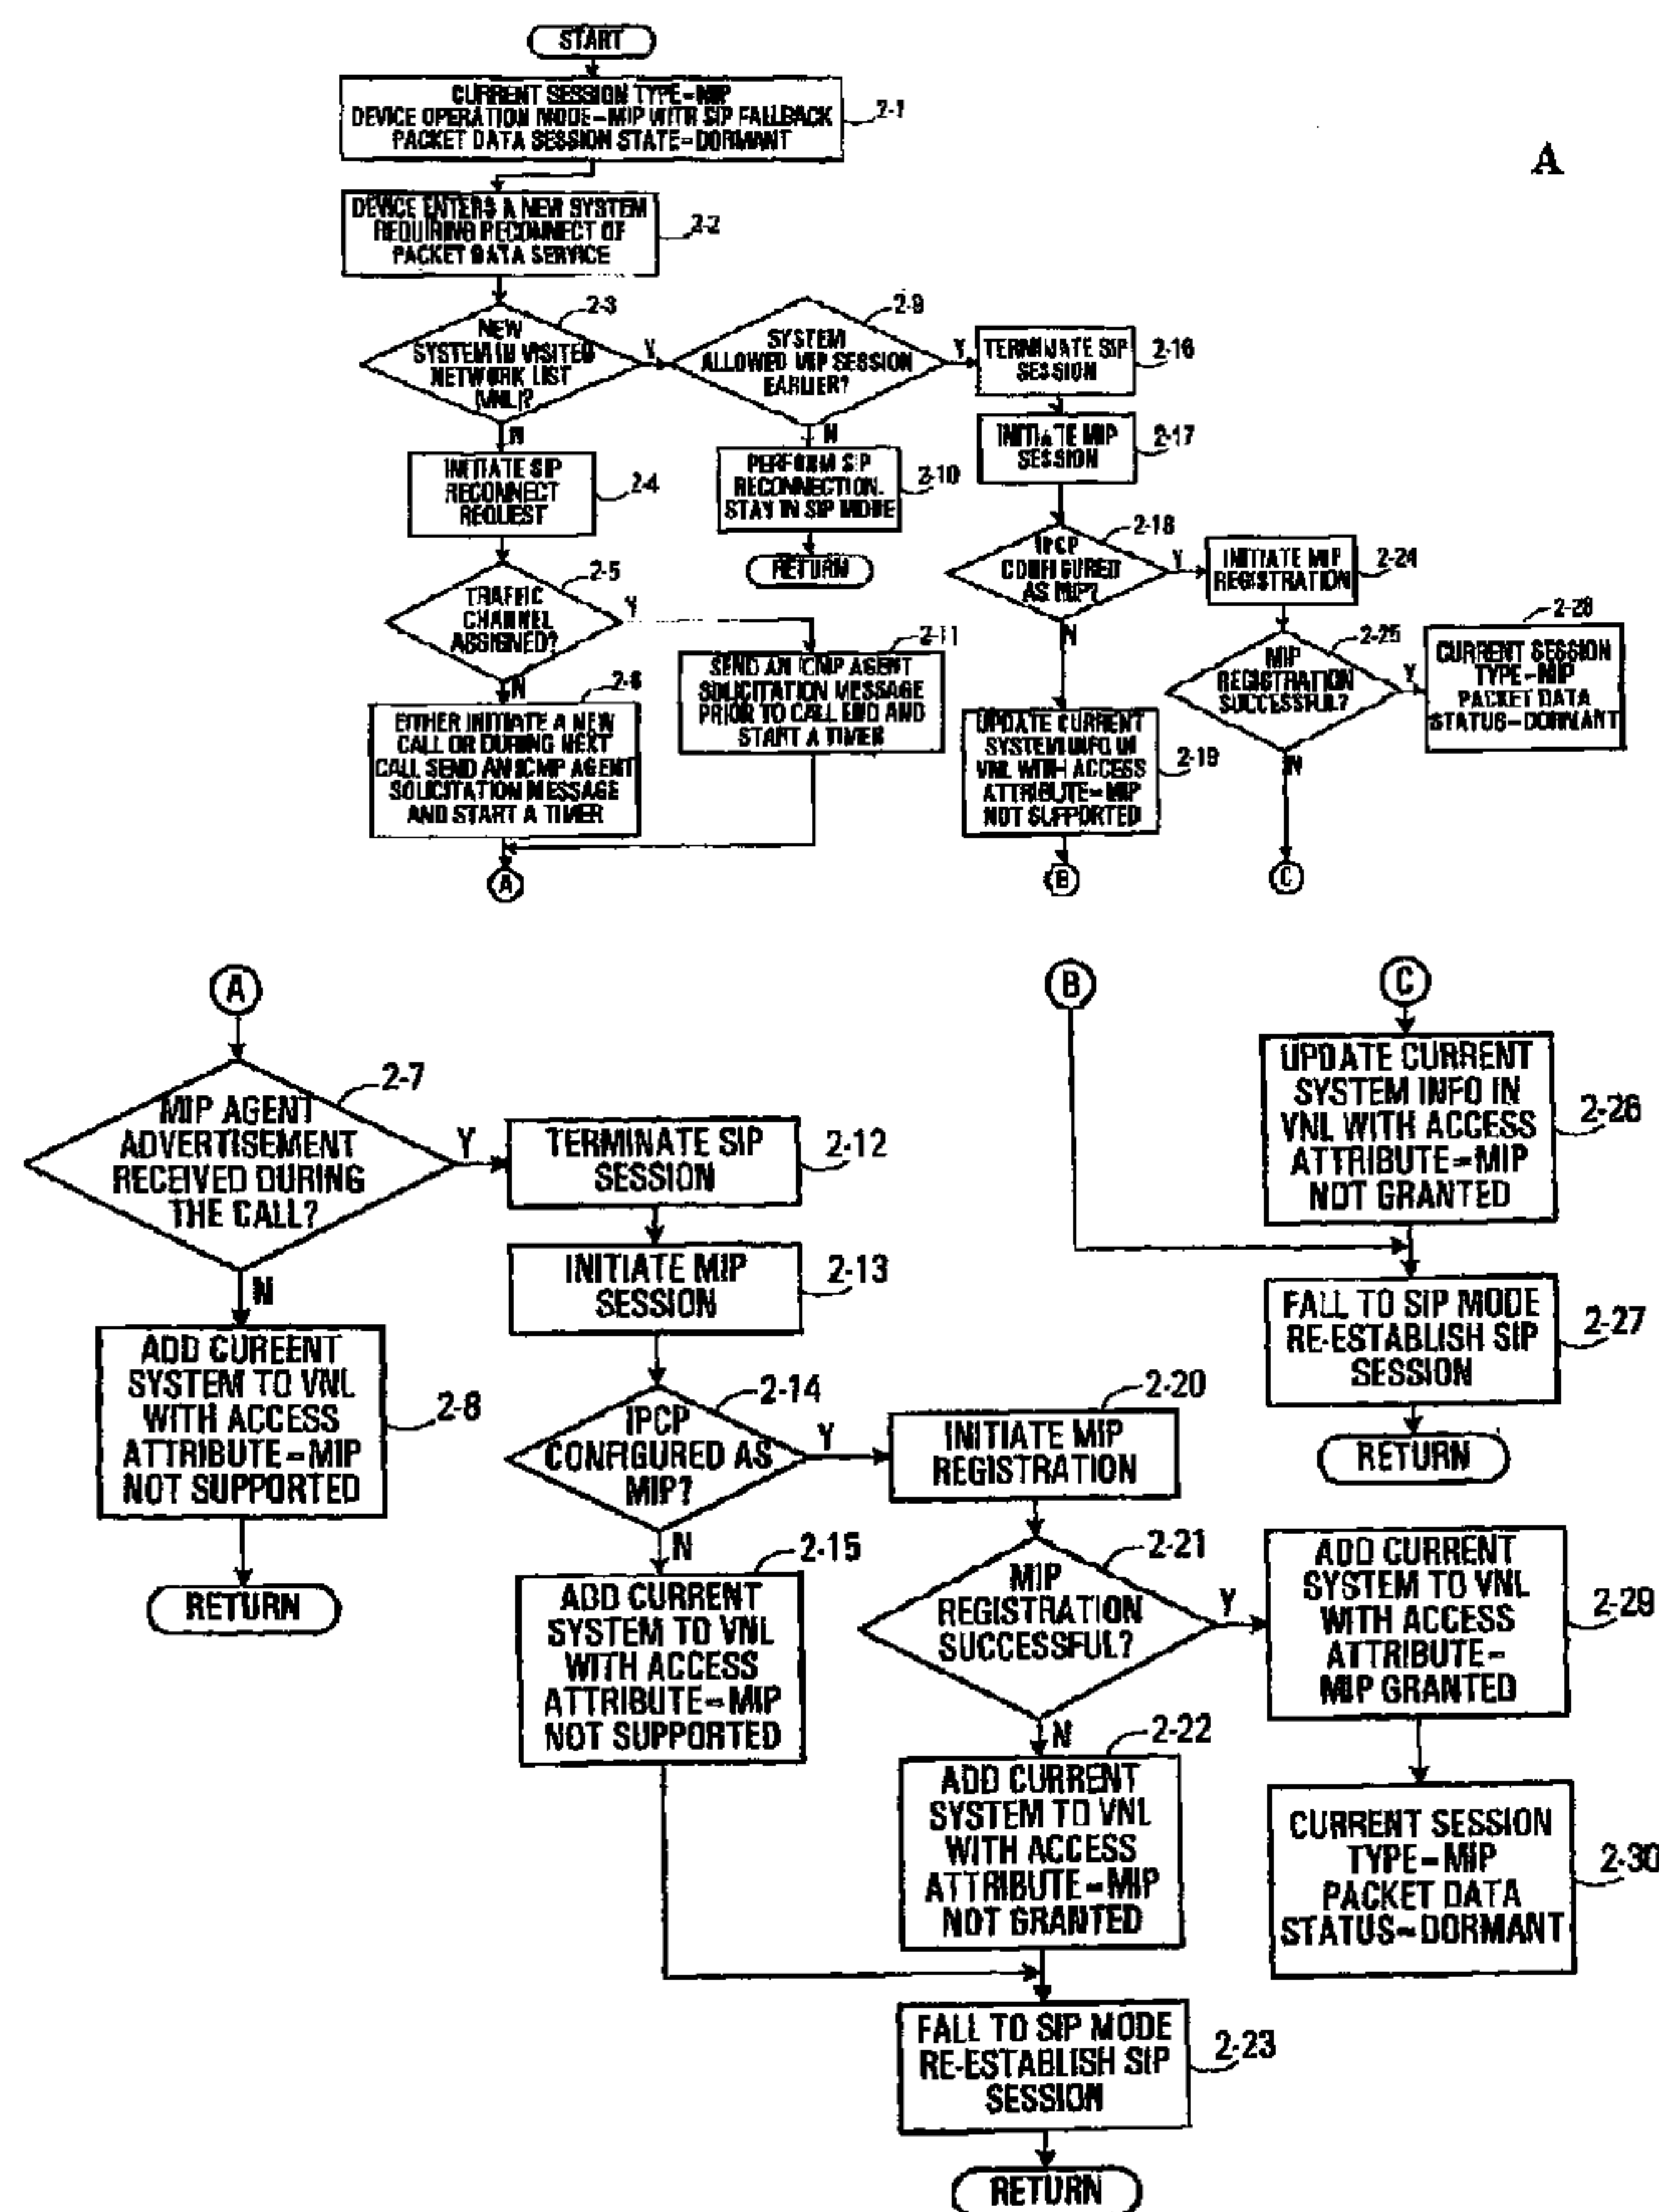 START
CURRENT SESSION TYPE=MIP
DEVICE OPERATION MODE=MIP WITH SIP FALLBACK
PACKET DATA SESSION STATE=DORMANT
2-1
A
DEVICE ENTERS A NEW SYSTEM
REQUIRING RECONNECT OF
PACKET DATA SERVICE
2-2
NEW
SYSTEM IN VISITED
NETWORK LIST
(VNL)?
2-3
Y
N
SYSTEM
ALLOWED MIP SESSION
EARLIER?
2-9
Y
N
TERMINATE SIP
SESSION
2-16
INITIATE SIP
RECONNECT
REQUEST
2-4
PERFORM SIP
RECONNECTION.
STAY IN SIP MODE
2-10
RETURN
INITIATE MIP
SESSION
2-17
TRAFFIC
CHANNEL
ASSIGNED?
2-5
Y
N
IPCP
CONFIGURED
AS MIP?
2-18
Y
N
INITIATE MIP
REGISTRATION
2-24
EITHER INITIATE A NEW
CALL OR DURING NEXT
CALL SEND AN ICMP AGENT
SOLICITATION MESSAGE
AND START A TIMER
2-6
SEND AN ICMP AGENT
SOLICITATION MESSAGE
PRIOR TO CALL END AND
START A TIMER
2-11
UPDATE CURRENT
SYSTEM INFO IN
VNL WITH ACCESS
ATTRIBUTE=MIP
NOT SUPPORTED
2-19
MIP
REGISTRATION
SUCCESSFUL?
2-25
Y
N
CURRENT SESSION
TYPE=MIP
PACKET DATA
STATUS=DORMANT
2-28
A
B
C
A
B
C
MIP AGENT
ADVERTISEMENT
RECEIVED DURING
THE CALL?
2-7
Y
N
TERMINATE SIP
SESSION
2-12
UPDATE CURRENT
SYSTEM INFO IN
VNL WITH ACCESS
ATTRIBUTE=MIP
NOT GRANTED
2-26
INITIATE MIP
SESSION
2-13
FALL TO SIP MODE
RE-ESTABLISH SIP
SESSION
2-27
RETURN
ADD CUREENT
SYSTEM TO VNL
WITH ACCESS
ATTRIBUTE=MIP
NOT SUPPORTED
2-8
RETURN
IPCP
CONFIGURED AS
MIP?
2-14
Y
N
INITIATE MIP
REGISTRATION
2-20
ADD CURRENT
SYSTEM TO VNL
WITH ACCESS
ATTRIBUTE=MIP
NOT SUPPORTED
2-15
MIP
REGISTRATION
SUCCESSFUL?
2-21
Y
N
ADD CURRENT
SYSTEM TO VNL
WITH ACCESS
ATTRIBUTE=
MIP GRANTED
2-29
ADD CURRENT
SYSTEM TO VNL
WITH ACCESS
ATTRIBUTE=MIP
NOT GRANTED
2-22
CURRENT SESSION
TYPE=MIP
PACKET DATA
STATUS=DORMANT
2-30
FALL TO SIP MODE
RE-ESTABLISH SIP
SESSION
2-23
RETURN